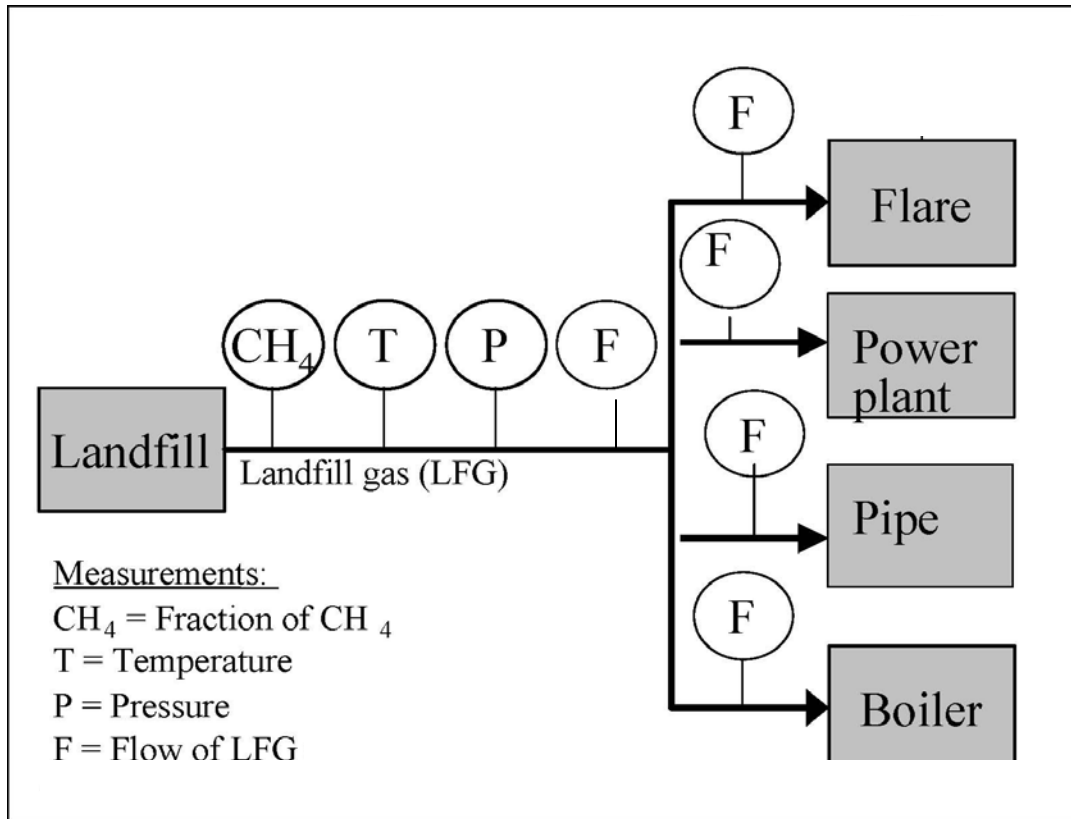 F
Flare
F
Power
plant
CH₄ T P F
Landfill
Landfill gas (LFG)
F
Pipe
Measurements:
CH₄ = Fraction of CH ₄
T = Temperature
P = Pressure
F = Flow of LFG
F
Boiler